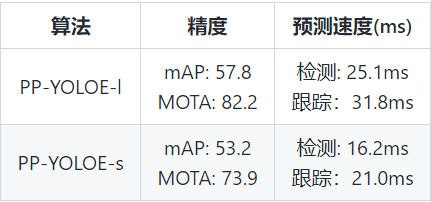 算法 精度 预测速度(ms)
PP-YOLOE-l mAP: 57.8 检测: 25.1ms
MOTA: 82.2 跟踪：31.8ms
PP-YOLOE-s mAP: 53.2 检测: 16.2ms
MOTA: 73.9 跟踪：21.0ms